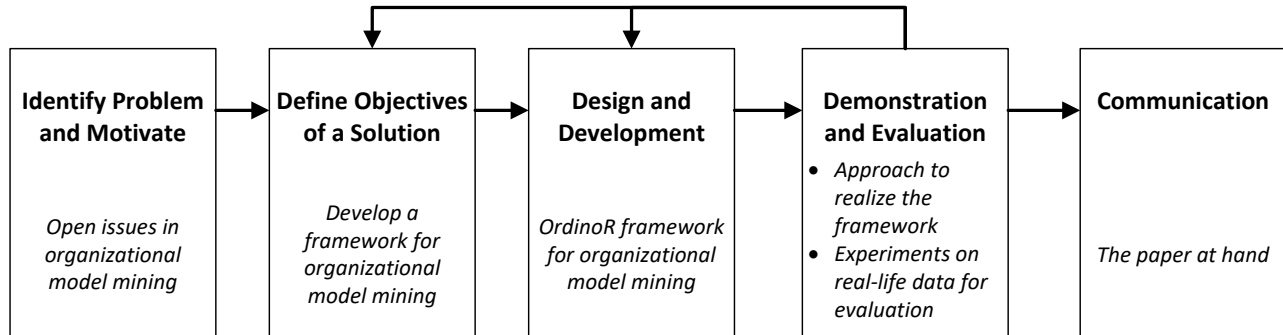 Identify Problem
and Motivate
Open issues in
organizational
model mining
Define Objectives
of a Solution
Develop a
framework for
organizational
model mining
Design and
Development
OrdinoR framework
for organizational
model mining
Demonstration
and Evaluation
• Approach to
realize the
framework
• Experiments on
real-life data for
evaluation
Communication
The paper at hand